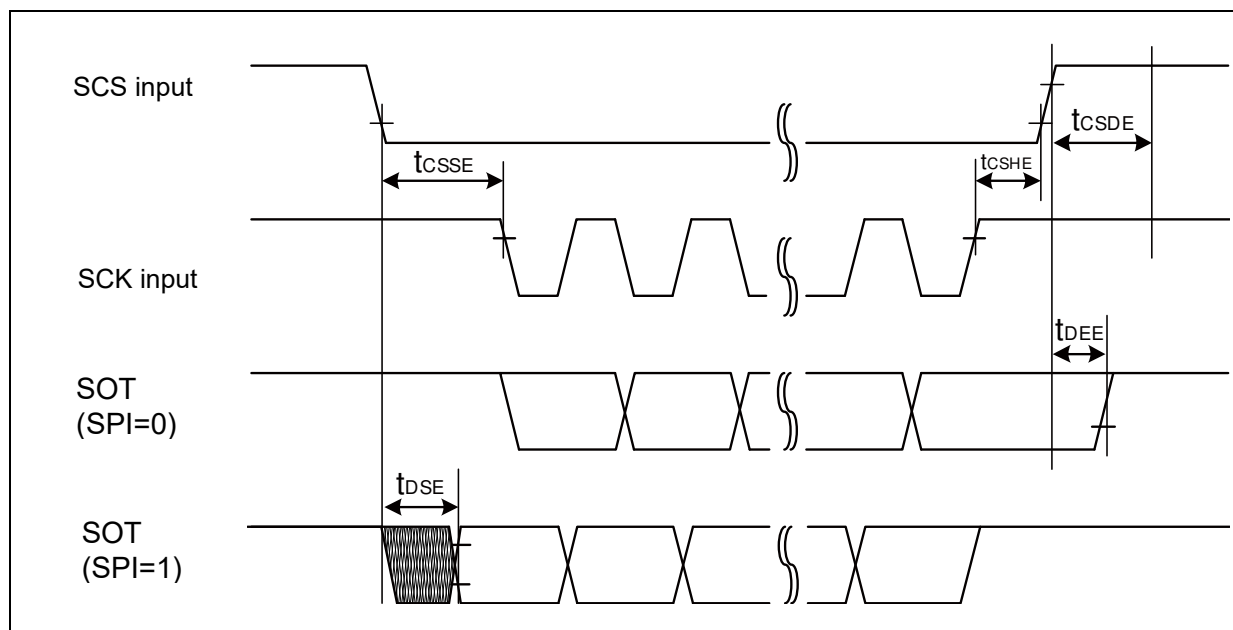 SCS input
tCSDE
tCSSE
tCSHE
SCK input
tDEE
SOT
(SPI=0)
tDSE
SOT
(SPI=1)